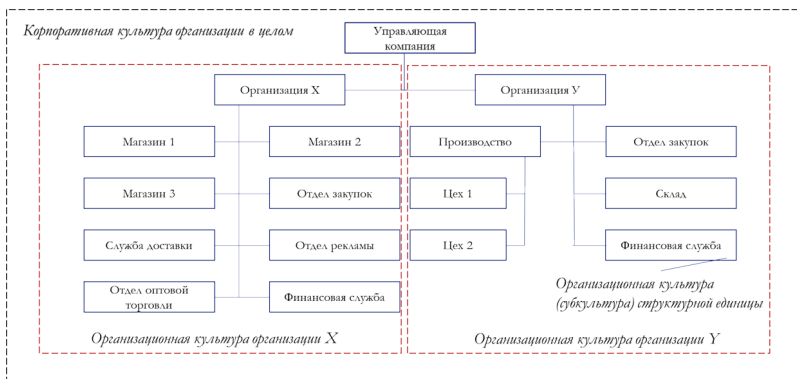 Корпоративная культура организации в целом
Управляющая
компания
Организация X
Организация У
Магазин 1
Магазин 2
Производство
Отдел закупок
Магазин 3
Отдел закупок
Цех 1
Склад
Служба доставки
Отдел рекламы
Цех 2
Финансовая служба
Отдел оптовой
торговли
Финансовая служба
Организационная культура
(субкультура) структурной единицы
Организационная культура организации X
Организационная культура организации Y